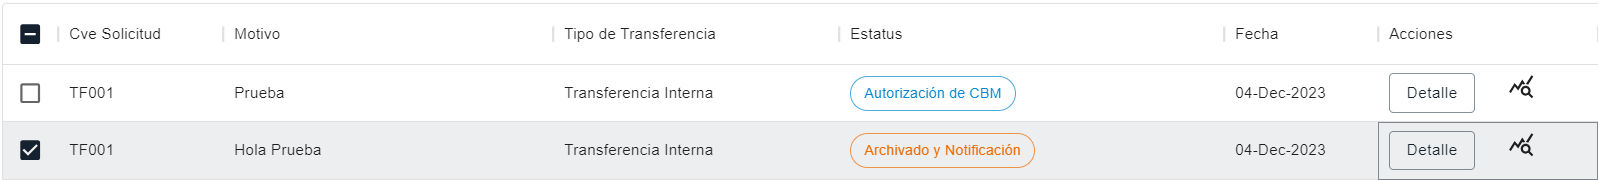 Cve Solicitud Motivo Tipo de Transferencia Estatus Fecha Acciones
TF001 Prueba Transferencia Interna Autorización de CBM 04-Dec-2023 Detalle
TF001 Hola Prueba Transferencia Interna Archivado y Notificación 04-Dec-2023 Detalle